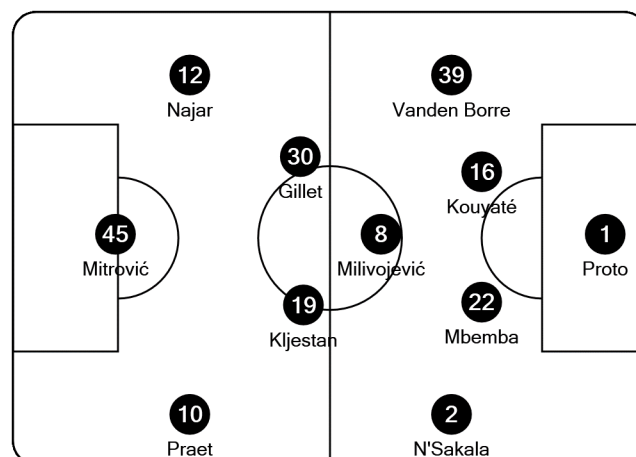 12
Najar
39
Vanden Borre
30
Gillet
16
Kouyaté
45
Mitrović
8
Milivojević
1
Proto
19
Kljestan
22
Mbemba
10
Praet
2
N'Sakala